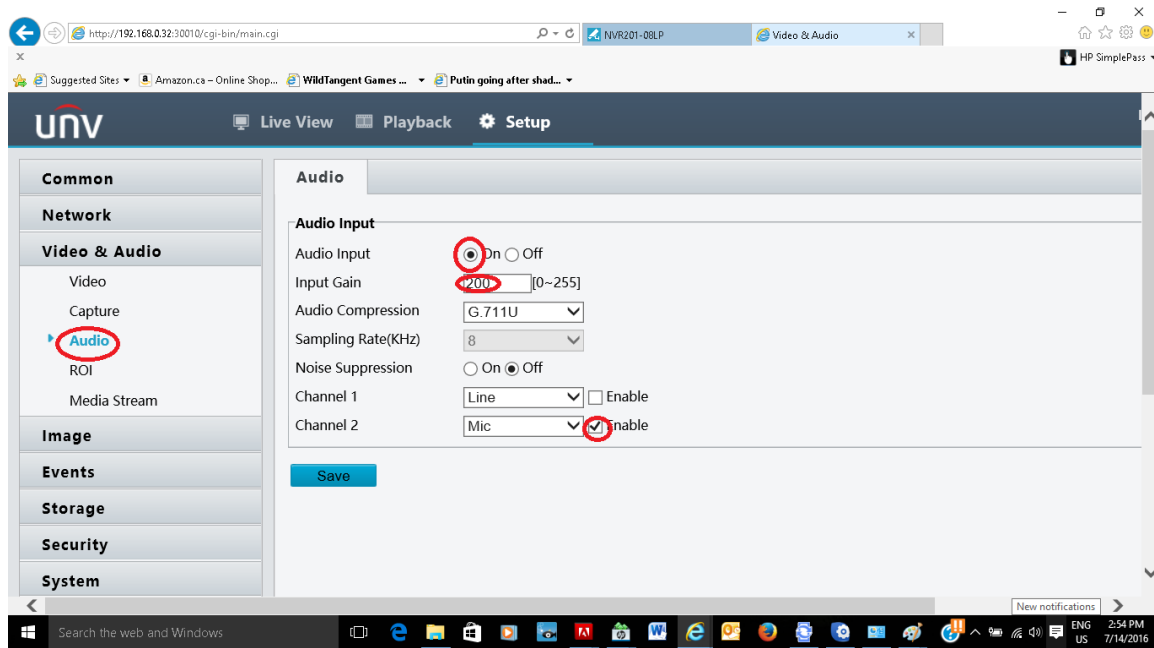 http://192.168.0.32:30010/cgi-bin/main.cgi
NVR201-08LP
Video & Audio
HP SimplePass
Suggested Sites
Amazon.ca – Online Shop...
WildTangent Games ...
Putin going after shad...
unv
Live View
Playback
Setup
Common
Network
Video & Audio
Video
Capture
Audio
ROI
Media Stream
Image
Events
Storage
Security
System
Audio
Audio Input
Audio Input On Off
Input Gain 200 [0~255]
Audio Compression G.711U
Sampling Rate(KHz) 8
Noise Suppression On Off
Channel 1 Line Enable
Channel 2 Mic Enable
Save
New notifications
Search the web and Windows
ENG
US
2:54 PM
7/14/2016